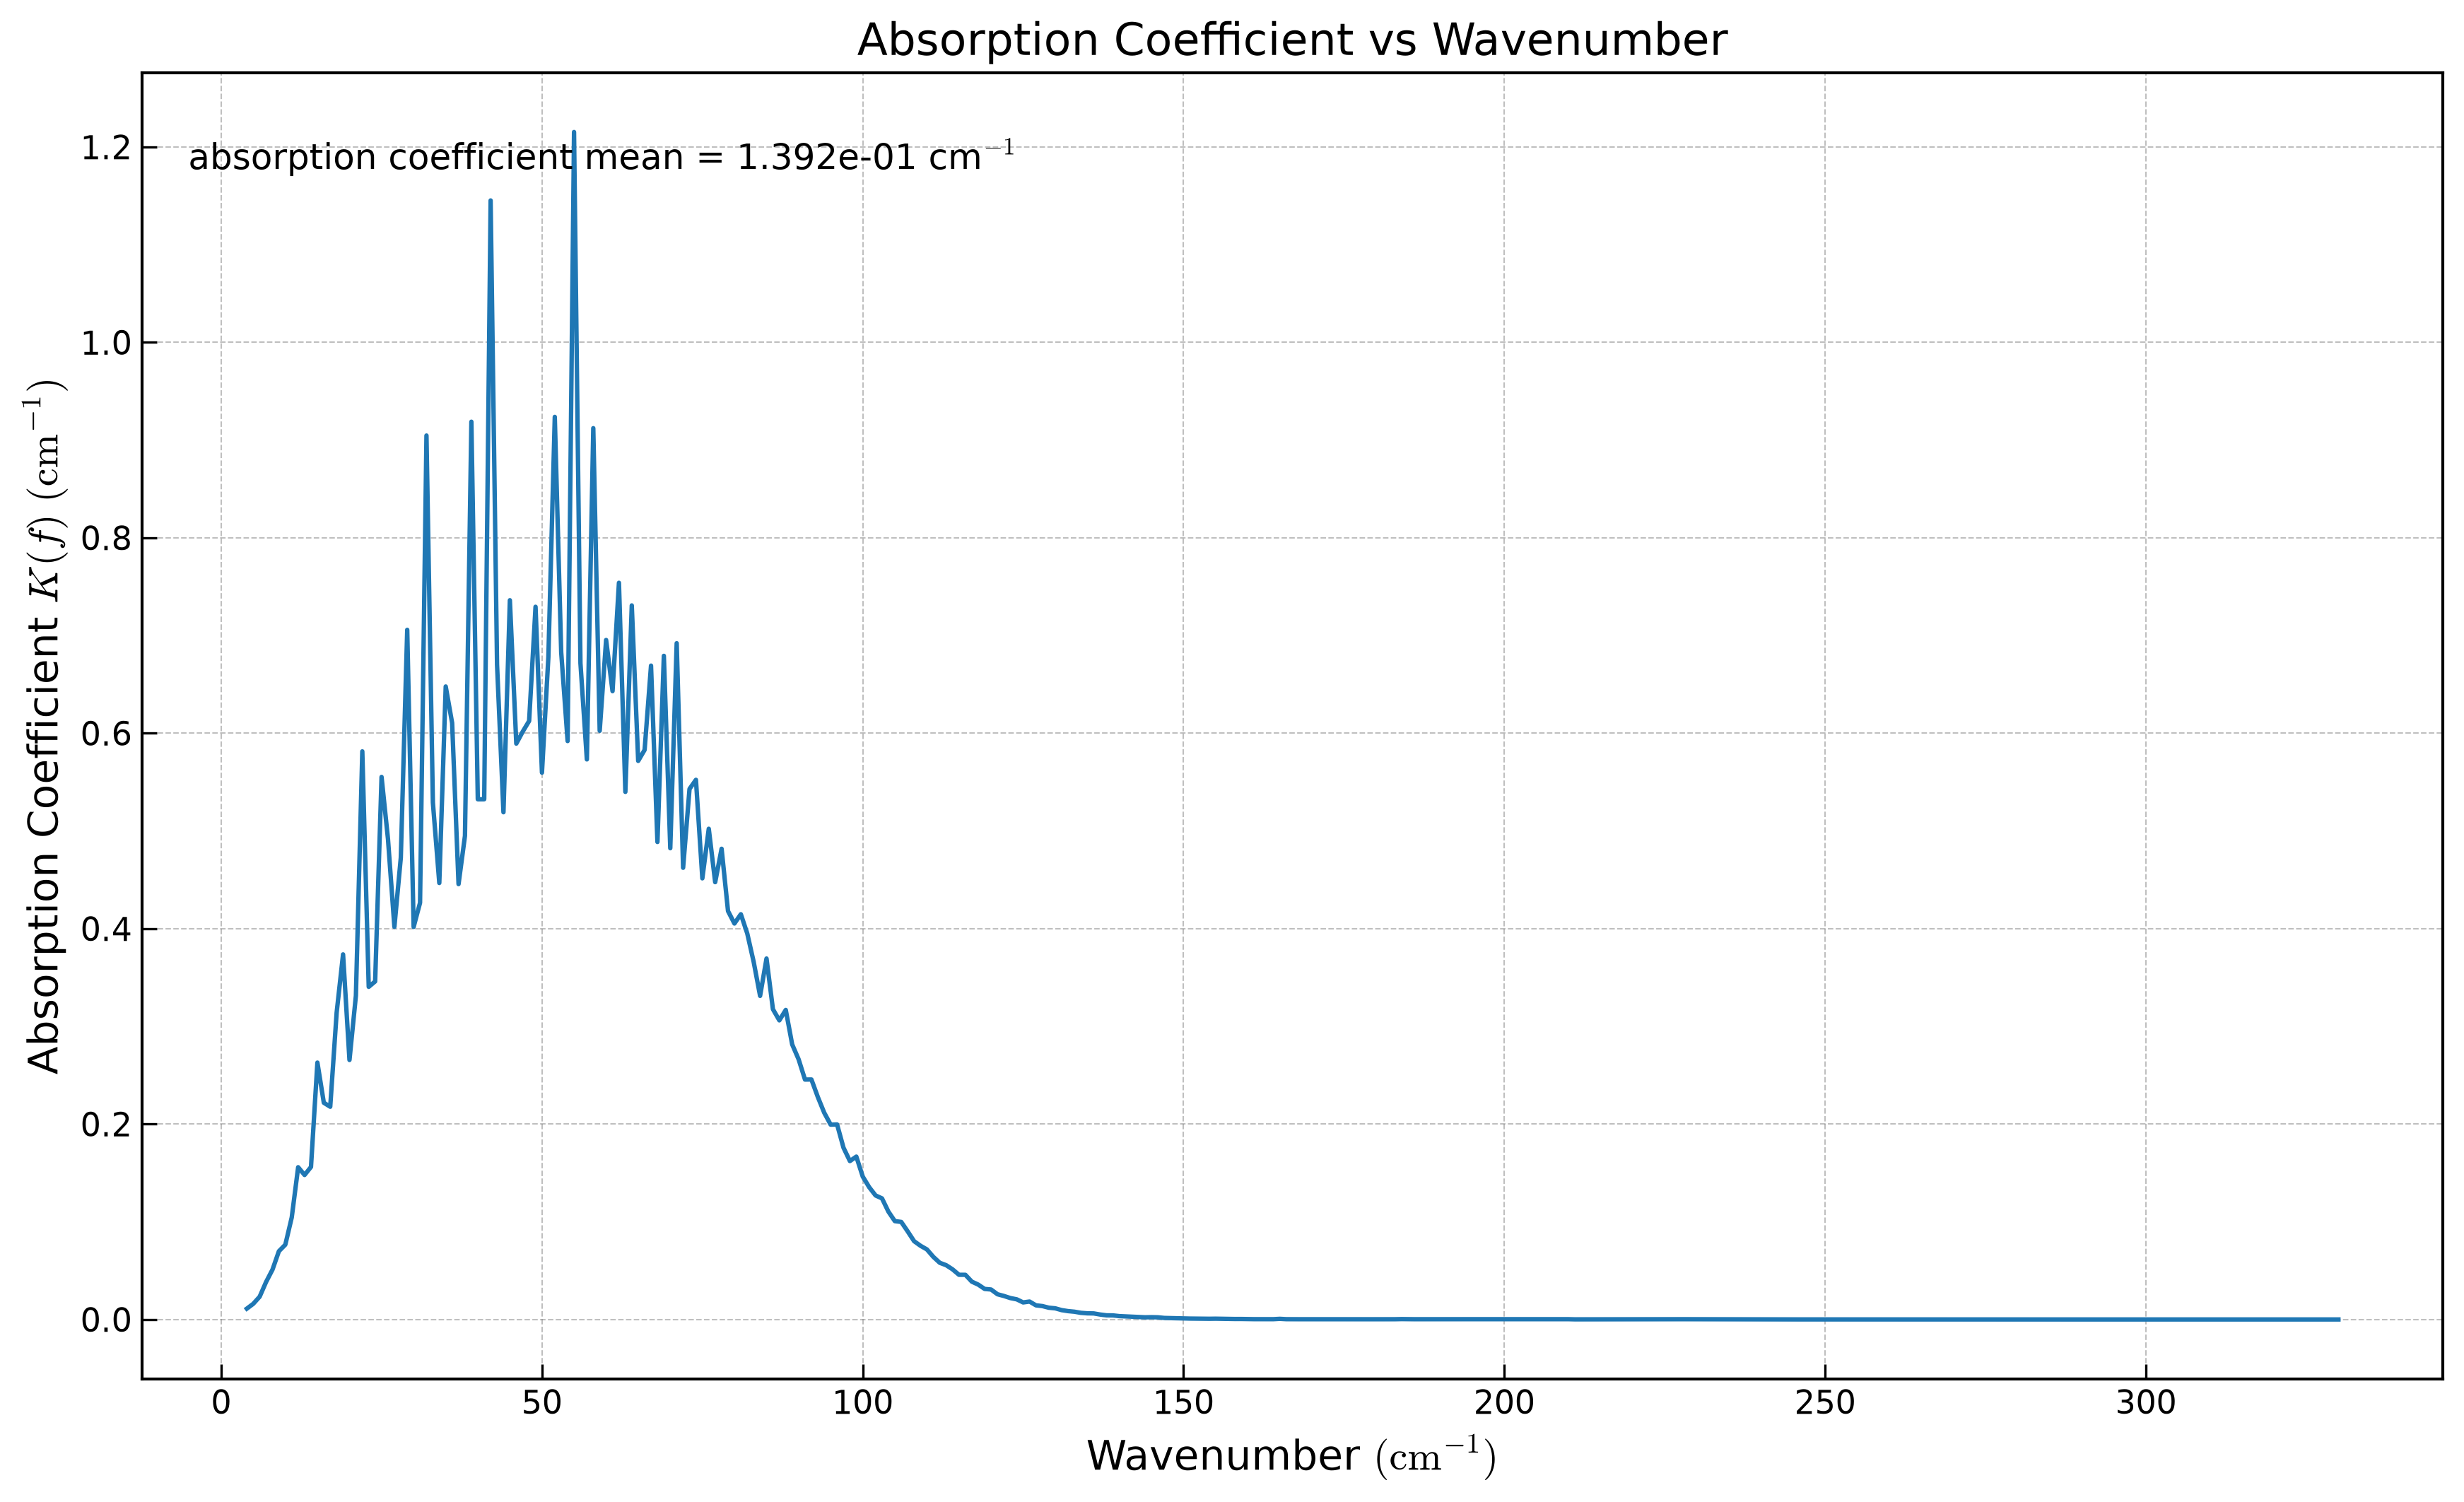 Absorption Coefficient vs Wavenumber
absorption coefficient mean = 1.392e-01 cm⁻¹
Absorption Coefficient K(f) (cm⁻¹)
1.2
1.0
0.8
0.6
0.4
0.2
0.0
0 50 100 150 200 250 300
Wavenumber (cm⁻¹)